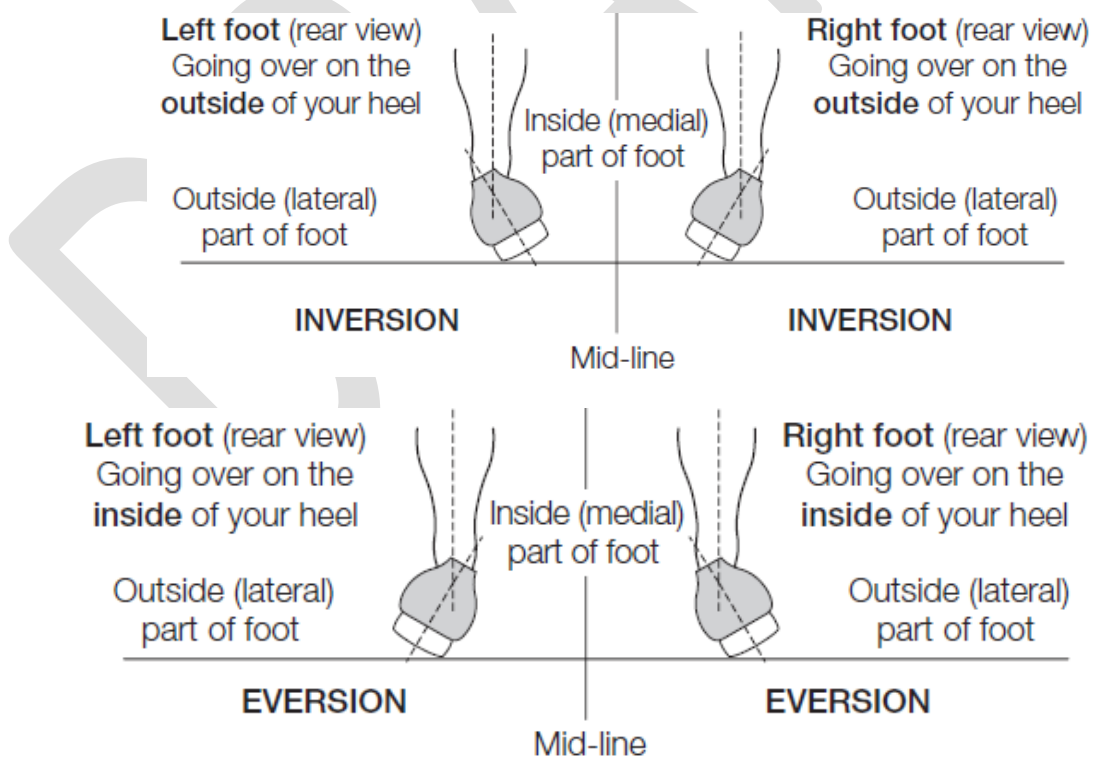 Left foot (rear view)
Going over on the
outside of your heel
Right foot (rear view)
Going over on the
outside of your heel
Inside (medial)
part of foot
Outside (lateral)
part of foot
Outside (lateral)
part of foot
INVERSION
INVERSION
Mid-line
Left foot (rear view)
Going over on the
inside of your heel
Right foot (rear view)
Going over on the
inside of your heel
Inside (medial)
part of foot
Outside (lateral)
part of foot
Outside (lateral)
part of foot
EVERSION
EVERSION
Mid-line